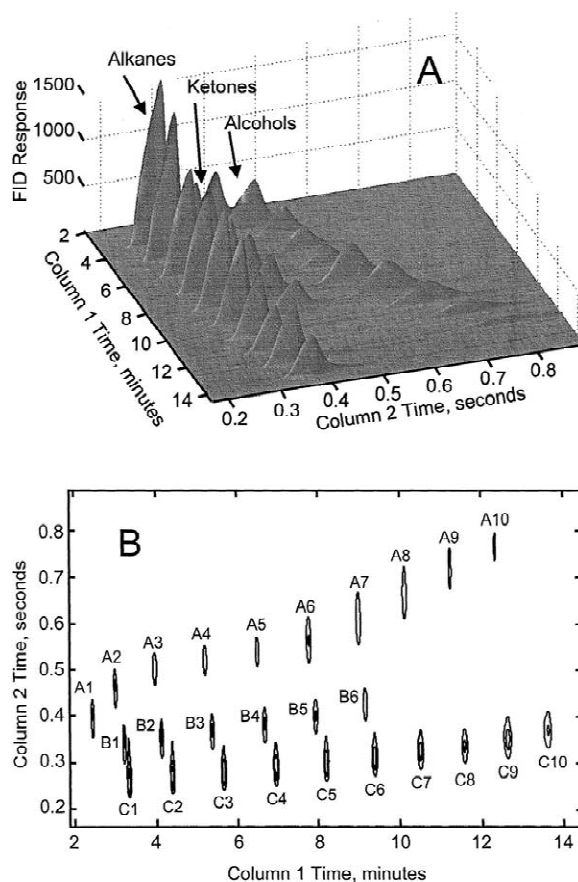 Alkanes
A
Ketones
Alcohols
1500
1000
500
FID Response
2
4
6
8
10
12
14
Column 1 Time, minutes
0.2 0.3 0.4 0.5 0.6 0.7 0.8
Column 2 Time, seconds
B
0.8
0.7
0.6
0.5
0.4
0.3
0.2
Column 2 Time, seconds
A1 A2 A3 A4 A5 A6 A7 A8 A9 A10
B1 B2 B3 B4 B5 B6
C1 C2 C3 C4 C5 C6 C7 C8 C9 C10
2 4 6 8 10 12 14
Column 1 Time, minutes